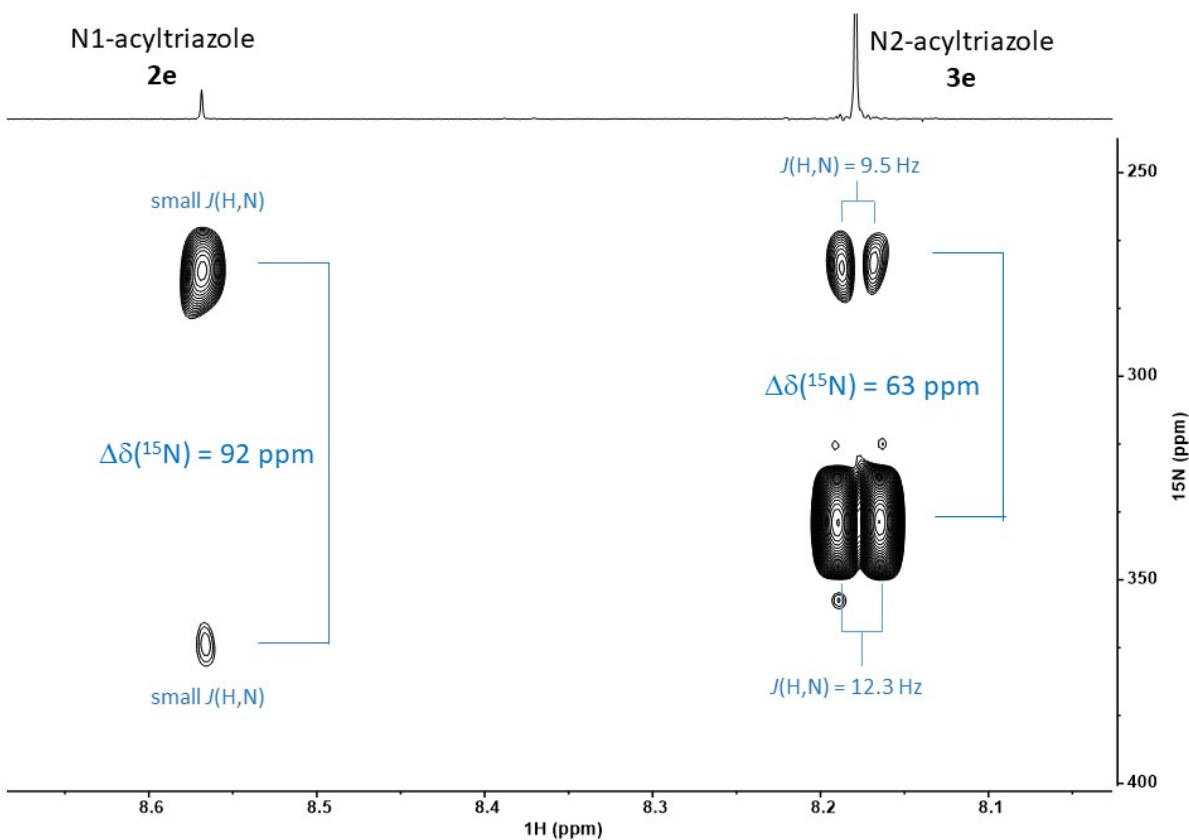 N1-acyltriazole
2e
N2-acyltriazole
3e
small J(H,N)
J(H,N) = 9.5 Hz
Δδ(¹⁵N) = 92 ppm
Δδ(¹⁵N) = 63 ppm
small J(H,N)
J(H,N) = 12.3 Hz
250
300
350
400
15N (ppm)
8.6
8.5
8.4
8.3
8.2
8.1
1H (ppm)